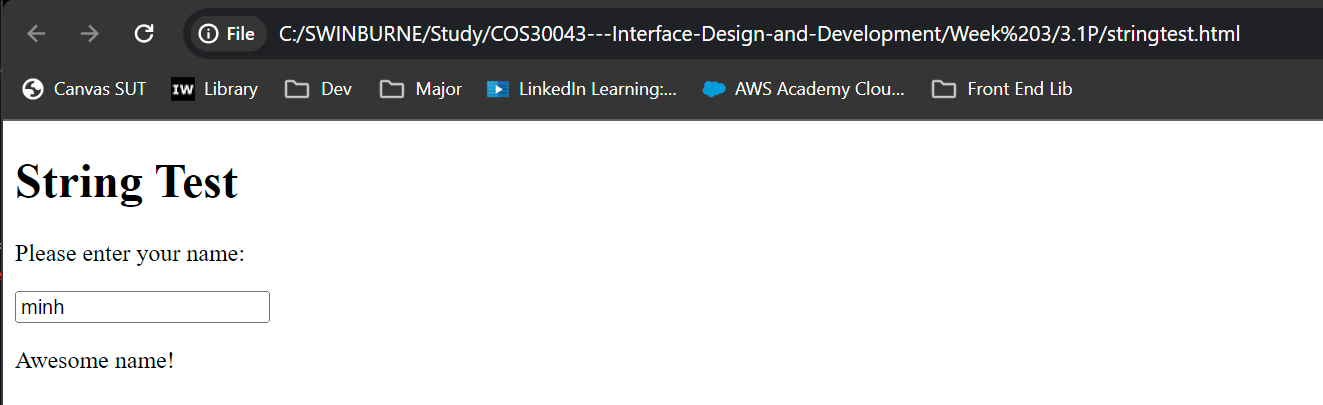 File C:/SWINBURNE/Study/COS30043---Interface-Design-and-Development/Week%203/3.1P/stringtest.html
Canvas SUT IW Library Dev Major LinkedIn Learning:... AWS Academy Clou... Front End Lib
String Test
Please enter your name:
minh
Awesome name!